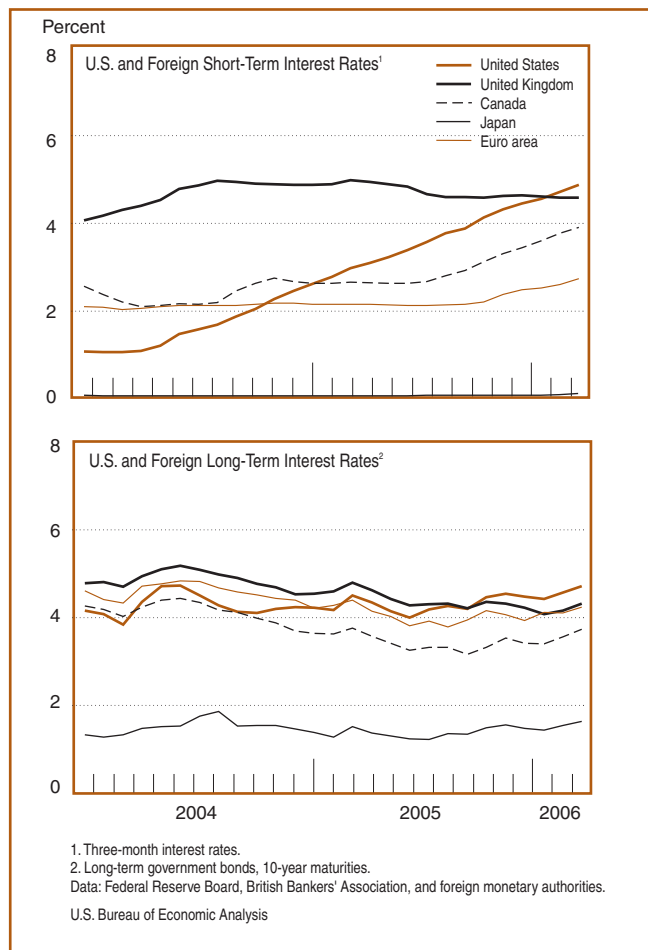 Percent
8
U.S. and Foreign Short-Term Interest Rates1
United States
United Kingdom
Canada
Japan
Euro area
6
4
2
0
8
U.S. and Foreign Long-Term Interest Rates2
6
4
2
0
2004 2005 2006
1. Three-month interest rates.
2. Long-term government bonds, 10-year maturities.
Data: Federal Reserve Board, British Bankers' Association, and foreign monetary authorities.
U.S. Bureau of Economic Analysis